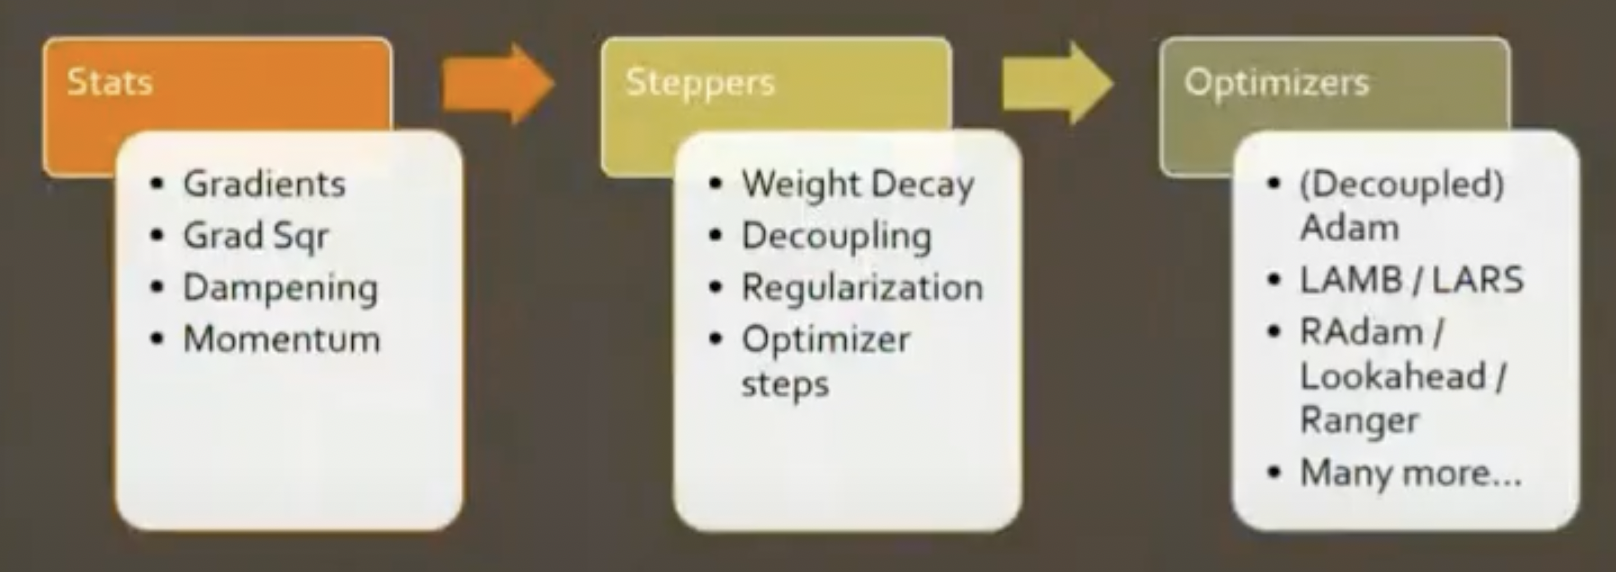 Stats
• Gradients
• Grad Sqr
• Dampening
• Momentum
Steppers
• Weight Decay
• Decoupling
• Regularization
• Optimizer
steps
Optimizers
• (Decoupled)
Adam
• LAMB / LARS
• RAdam /
Lookahead /
Ranger
• Many more...